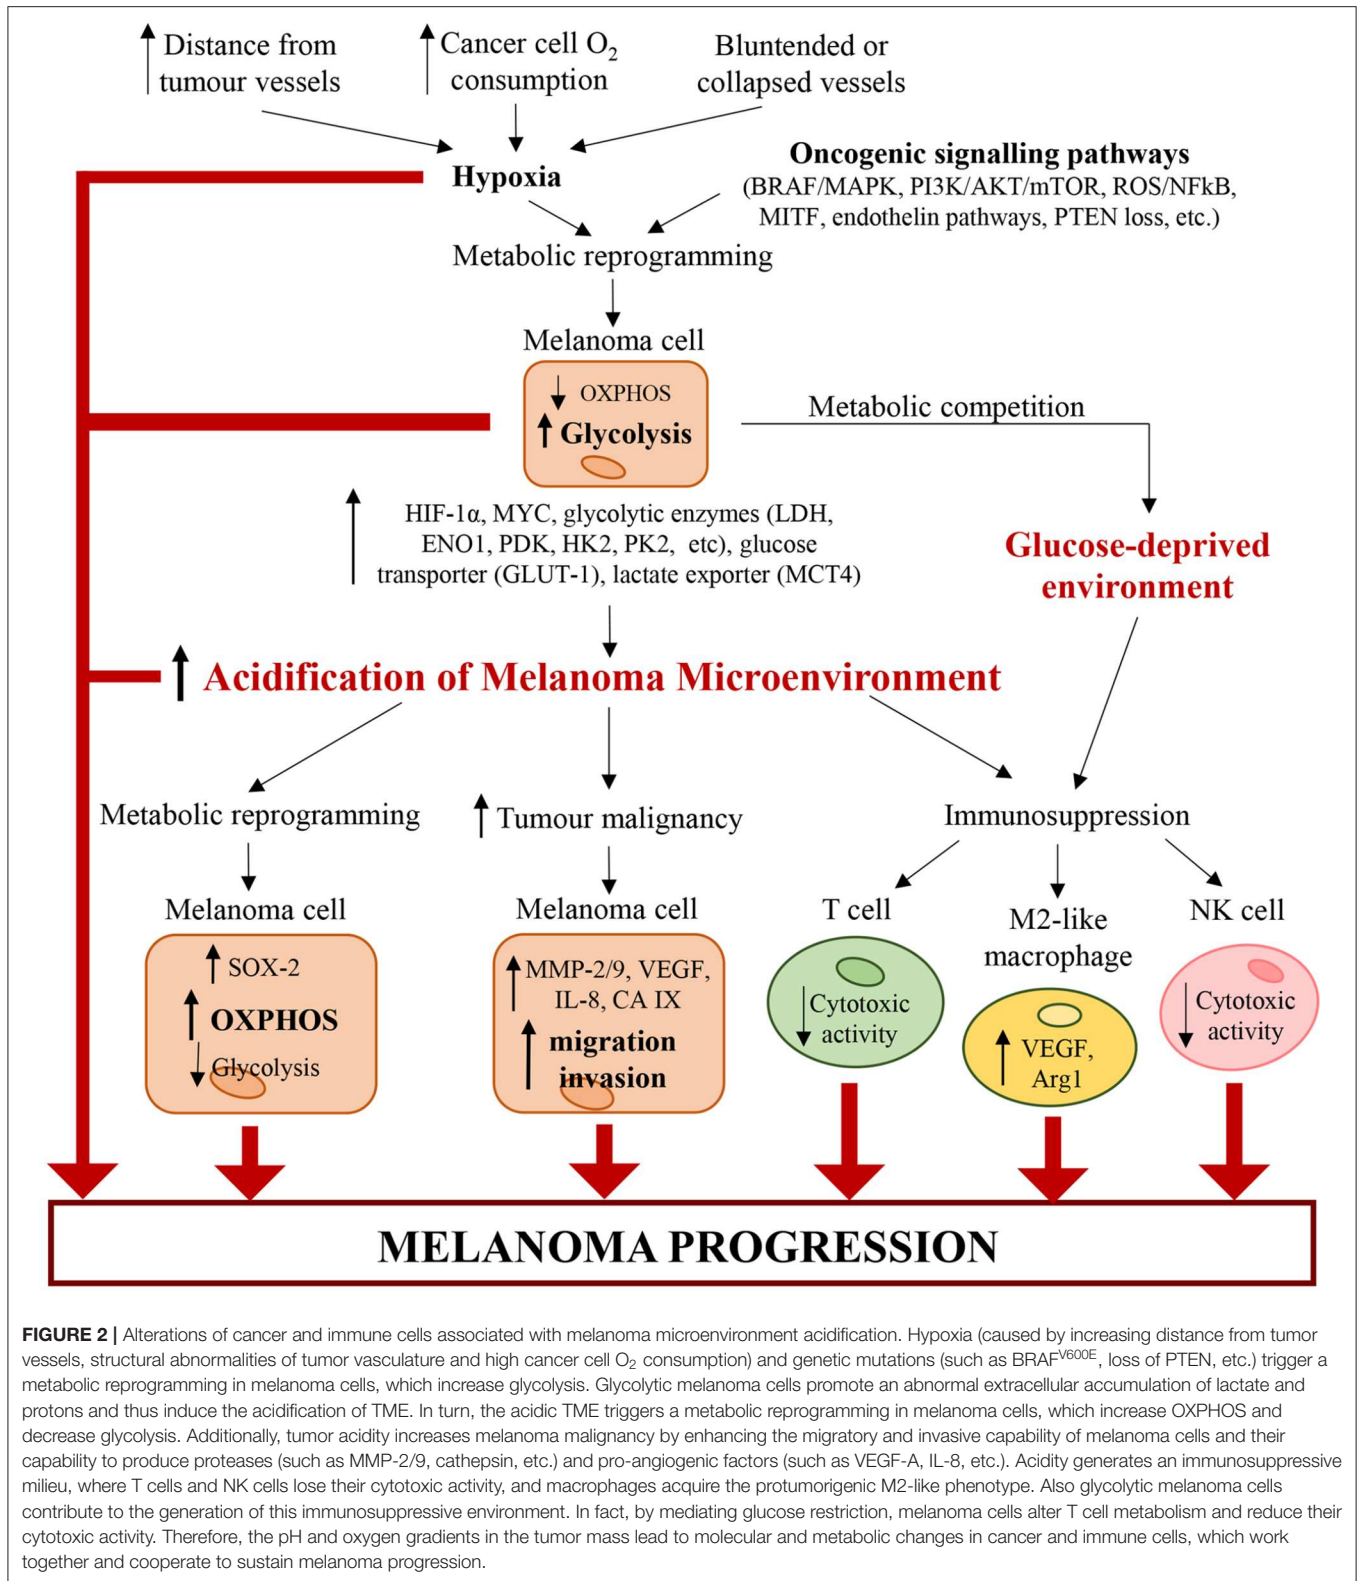 Distance from
tumour vessels
Cancer cell O₂
consumption
Bluntended or
collapsed vessels
Hypoxia
Oncogenic signalling pathways
(BRAF/MAPK, PI3K/AKT/mTOR, ROS/NFkB,
MITF, endothelin pathways, PTEN loss, etc.)
Metabolic reprogramming
Melanoma cell
OXPHOS
Glycolysis
Metabolic competition
HIF-1α, MYC, glycolytic enzymes (LDH,
ENO1, PDK, HK2, PK2, etc), glucose
transporter (GLUT-1), lactate exporter (MCT4)
Glucose-deprived
environment
Acidification of Melanoma Microenvironment
Metabolic reprogramming
Tumour malignancy
Immunosuppression
Melanoma cell
SOX-2
OXPHOS
Glycolysis
Melanoma cell
MMP-2/9, VEGF,
IL-8, CA IX
migration
invasion
T cell
Cytotoxic
activity
M2-like
macrophage
VEGF,
Arg1
NK cell
Cytotoxic
activity
MELANOMA PROGRESSION
FIGURE 2 | Alterations of cancer and immune cells associated with melanoma microenvironment acidification. Hypoxia (caused by increasing distance from tumor
vessels, structural abnormalities of tumor vasculature and high cancer cell O₂ consumption) and genetic mutations (such as BRAFV600E, loss of PTEN, etc.) trigger a
metabolic reprogramming in melanoma cells, which increase glycolysis. Glycolytic melanoma cells promote an abnormal extracellular accumulation of lactate and
protons and thus induce the acidification of TME. In turn, the acidic TME triggers a metabolic reprogramming in melanoma cells, which increase OXPHOS and
decrease glycolysis. Additionally, tumor acidity increases melanoma malignancy by enhancing the migratory and invasive capability of melanoma cells and their
capability to produce proteases (such as MMP-2/9, cathepsin, etc.) and pro-angiogenic factors (such as VEGF-A, IL-8, etc.). Acidity generates an immunosuppressive
milieu, where T cells and NK cells lose their cytotoxic activity, and macrophages acquire the protumorigenic M2-like phenotype. Also glycolytic melanoma cells
contribute to the generation of this immunosuppressive environment. In fact, by mediating glucose restriction, melanoma cells alter T cell metabolism and reduce their
cytotoxic activity. Therefore, the pH and oxygen gradients in the tumor mass lead to molecular and metabolic changes in cancer and immune cells, which work
together and cooperate to sustain melanoma progression.